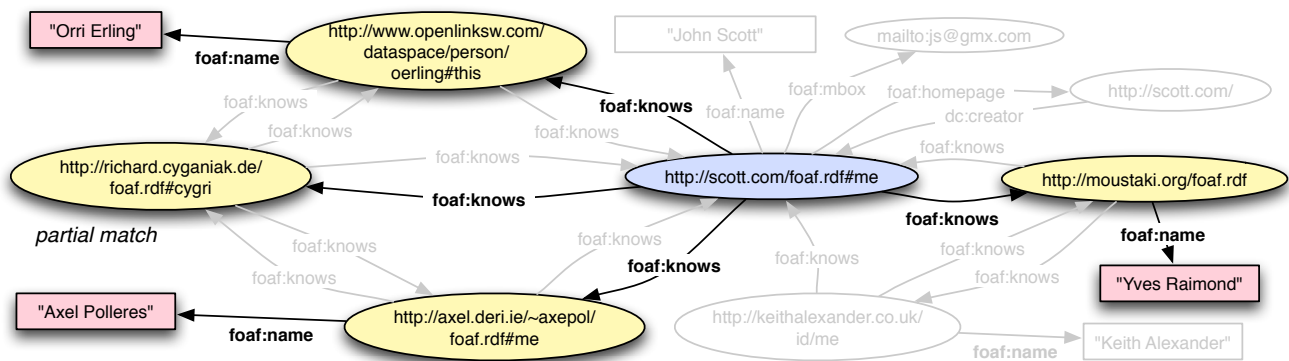 "Orri Erling"
foaf:name
http://www.openlinksw.com/
dataspace/person/
oerling#this
"John Scott"
mailto:js@gmx.com
foaf:knows
foaf:knows
foaf:knows
foaf:knows
foaf:name
foaf:mbox
foaf:homepage
http://scott.com/
dc:creator
http://richard.cyganiak.de/
foaf.rdf#cygri
foaf:knows
foaf:knows
http://scott.com/foaf.rdf#me
foaf:knows
http://moustaki.org/foaf.rdf
foaf:knows
partial match
foaf:knows
foaf:knows
foaf:knows
foaf:knows
foaf:knows
foaf:knows
foaf:knows
foaf:name
"Yves Raimond"
"Axel Polleres"
foaf:name
http://axel.deri.ie/~axepol/
foaf.rdf#me
http://keithalexander.co.uk/
id/me
foaf:knows
foaf:name
"Keith Alexander"